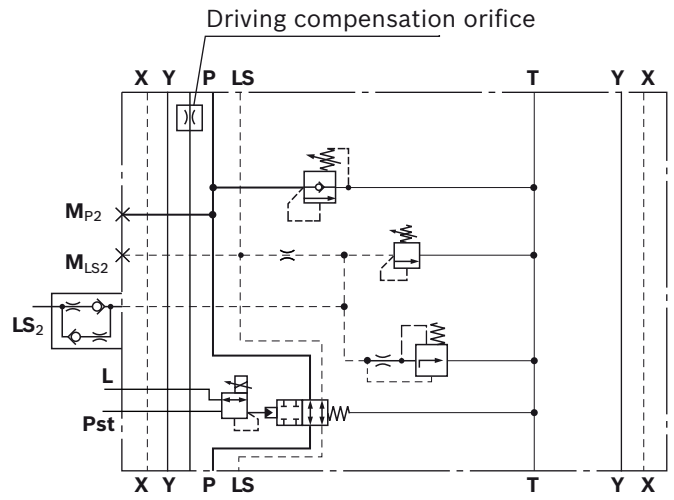 Driving compensation orifice
X Y P LS T Y X
MP2
MLS2
LS2
L
Pst
X Y P LS T Y X